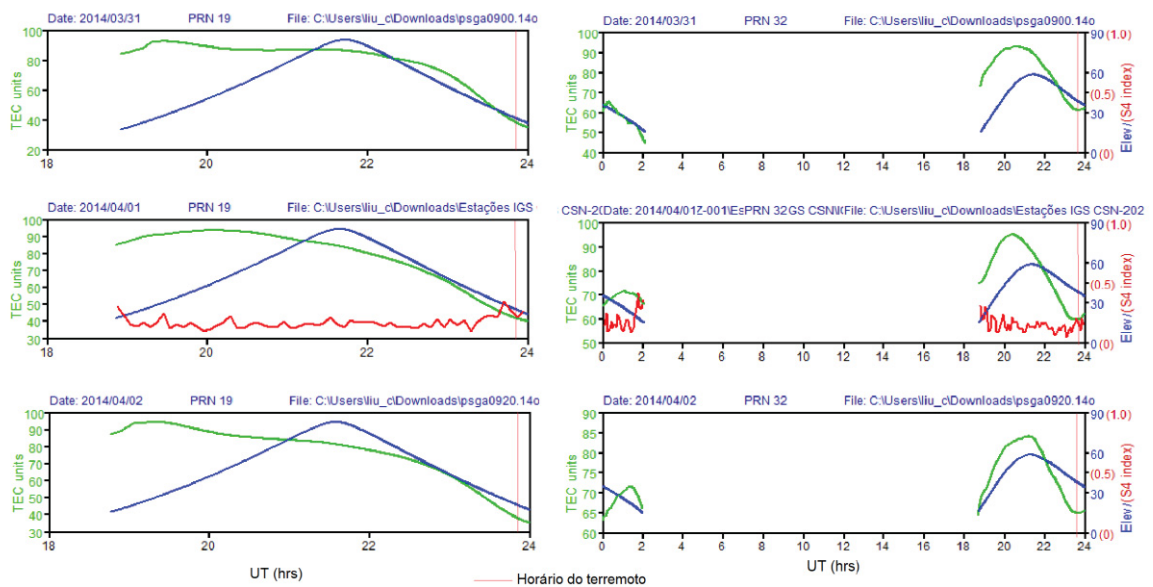 Date: 2014/03/31 PRN 19 File: C:\Users\liu_c\Downloads\psga0900.14o
100
80
60
40
20
TEC units
18 20 22 24
Date: 2014/03/31 PRN 32 File: C:\Users\liu_c\Downloads\psga0900.14o
100
90
80
70
60
50
40
TEC units
90 (1.0)
60
(0.5)
30
0 (0)
Elev/(S4 index)
0 2 4 6 8 10 12 14 16 18 20 22 24
Date: 2014/04/01 PRN 19 File: C:\Users\liu_c\Downloads\Estações IGS
100
90
80
70
60
50
40
30
TEC units
18 20 22 24
CSN-20Date: 2014/04/01Z-001\EsPRN 32GS CSN\File: C:\Users\liu_c\Downloads\Estações IGS CSN-202
100
90
80
70
60
50
TEC units
90 (1.0)
60
(0.5)
30
0 (0)
Elev/(S4 index)
0 2 4 6 8 10 12 14 16 18 20 22 24
Date: 2014/04/02 PRN 19 File: C:\Users\liu_c\Downloads\psga0920.14o
100
90
80
70
60
50
40
30
TEC units
18 20 22 24
UT (hrs)
Date: 2014/04/02 PRN 32 File: C:\Users\liu_c\Downloads\psga0920.14o
90
85
80
75
70
65
60
TEC units
90 (1.0)
60
(0.5)
30
0 (0)
Elev/(S4 index)
0 2 4 6 8 10 12 14 16 18 20 22 24
UT (hrs)
Horário do terremoto